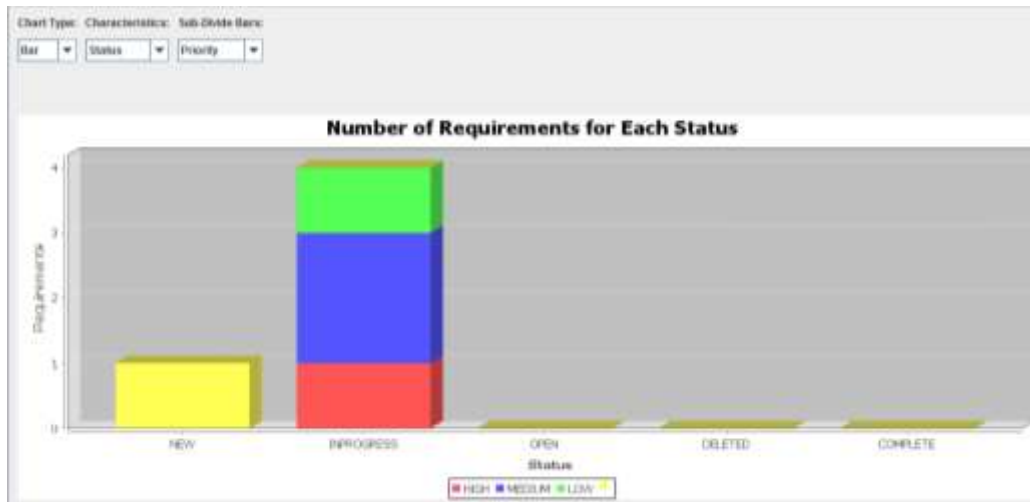 Chart Type: Characteristics: Sub-Divide Bars:
Bar Status Priority
Number of Requirements for Each Status
4
3
2
1
0
Requirements
NEW INPROGRESS OPEN DELETED COMPLETE
Status
HIGH MEDIUM LOW